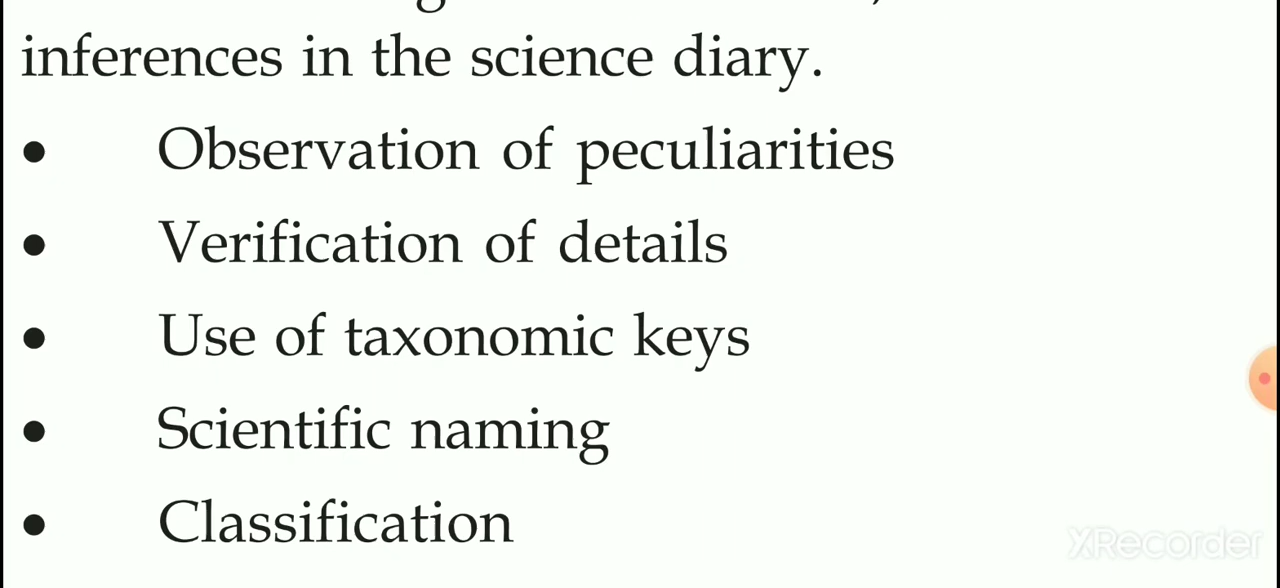 inferences in the science diary.
• Observation of peculiarities
• Verification of details
• Use of taxonomic keys
• Scientific naming
• Classification
XRecorder